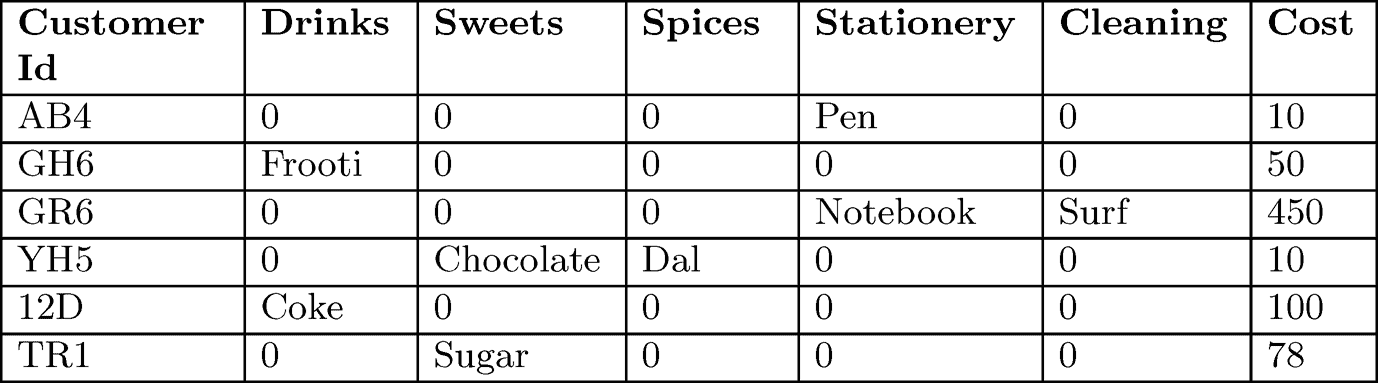 Customer Id Drinks Sweets Spices Stationery Cleaning Cost
AB4 0 0 0 Pen 0 10
GH6 Frooti 0 0 0 0 50
GR6 0 0 0 Notebook Surf 450
YH5 0 Chocolate Dal 0 0 10
12D Coke 0 0 0 0 100
TR1 0 Sugar 0 0 0 78